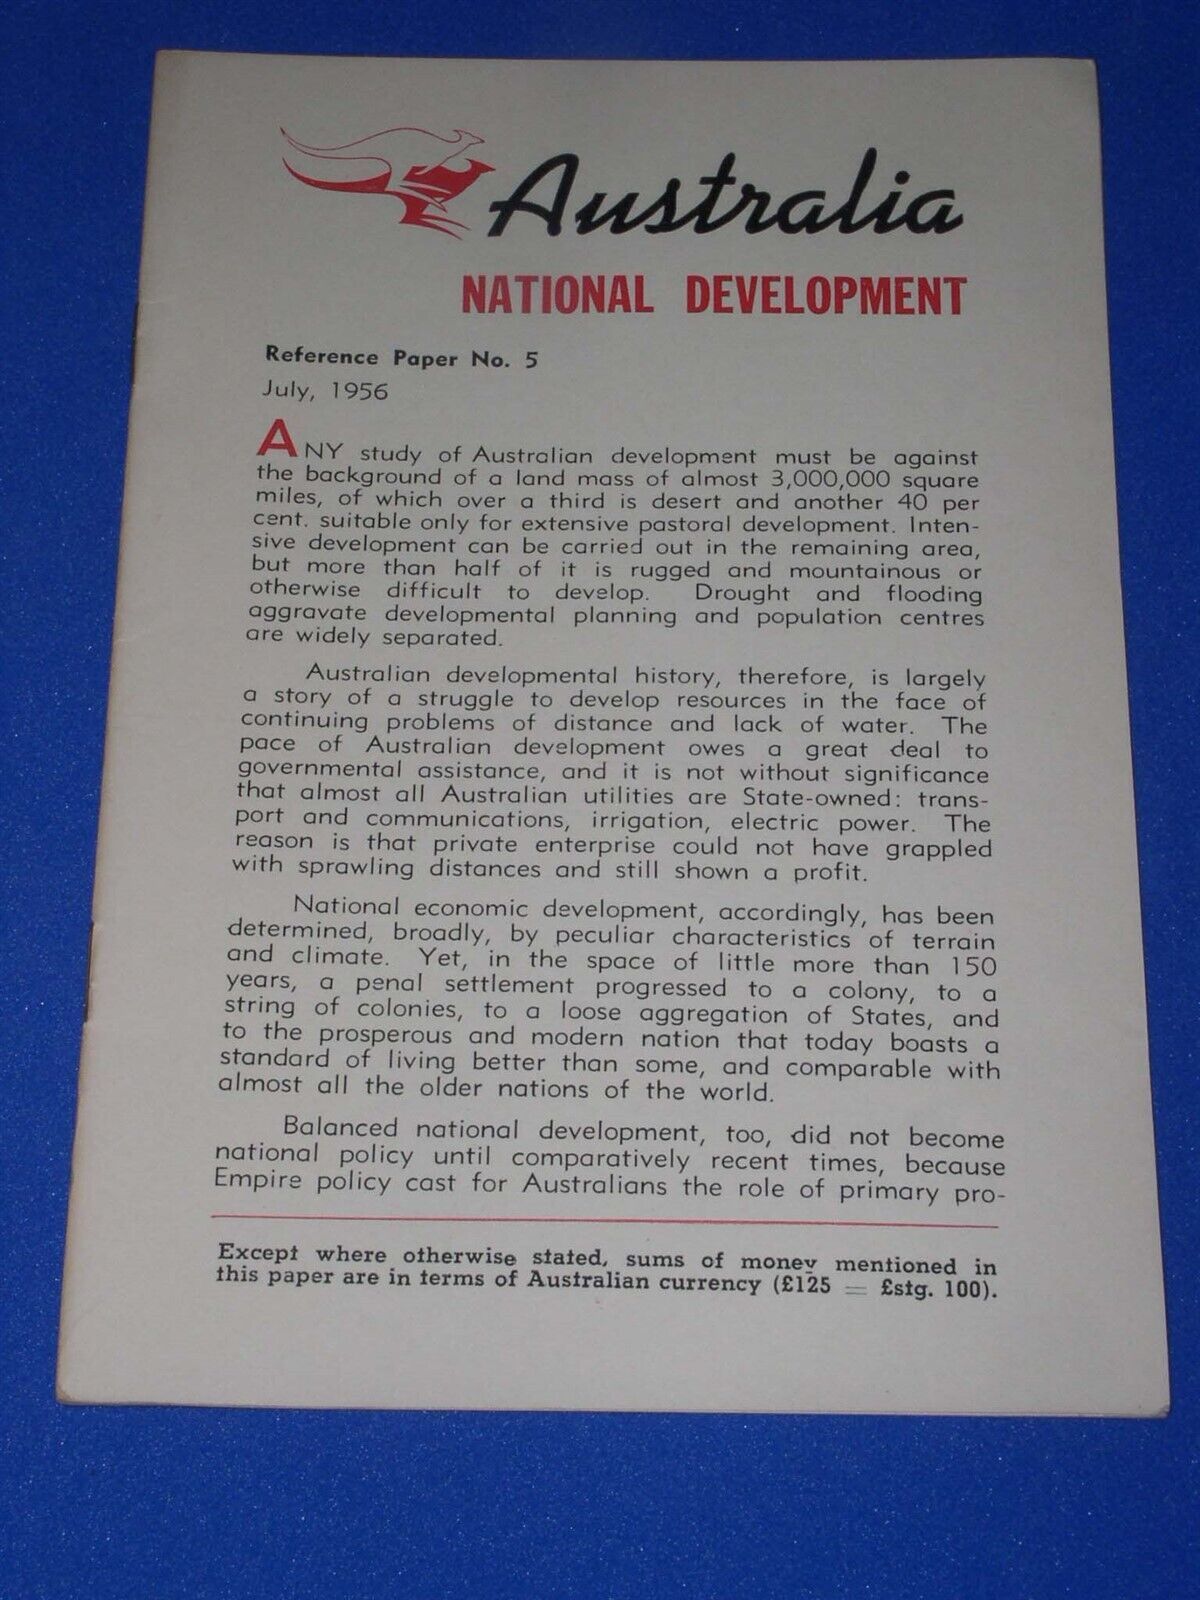 Australia
NATIONAL DEVELOPMENT
Reference Paper No. 5
July, 1956
ANY study of Australian development must be against
the background of a land mass of almost 3,000,000 square
miles, of which over a third is desert and another 40 per
cent. suitable only for extensive pastoral development. Inten-
sive development can be carried out in the remaining area,
but more than half of it is rugged and mountainous or
otherwise difficult to develop. Drought and flooding
aggravate developmental planning and population centres
are widely separated.
Australian developmental history, therefore, is largely
a story of a struggle to develop resources in the face of
continuing problems of distance and lack of water. The
pace of Australian development owes a great deal to
governmental assistance, and it is not without significance
that almost all Australian utilities are State-owned: trans-
port and communications, irrigation, electric power. The
reason is that private enterprise could not have grappled
with sprawling distances and still shown a profit.
National economic development, accordingly, has been
determined, broadly, by peculiar characteristics of terrain
and climate. Yet, in the space of little more than 150
years, a penal settlement progressed to a colony, to a
string of colonies, to a loose aggregation of States, and
to the prosperous and modern nation that today boasts a
standard of living better than some, and comparable with
almost all the older nations of the world.
Balanced national development, too, did not become
national policy until comparatively recent times, because
Empire policy cast for Australians the role of primary pro-
Except where otherwise stated, sums of money mentioned in
this paper are in terms of Australian currency (£125 = £stg. 100).